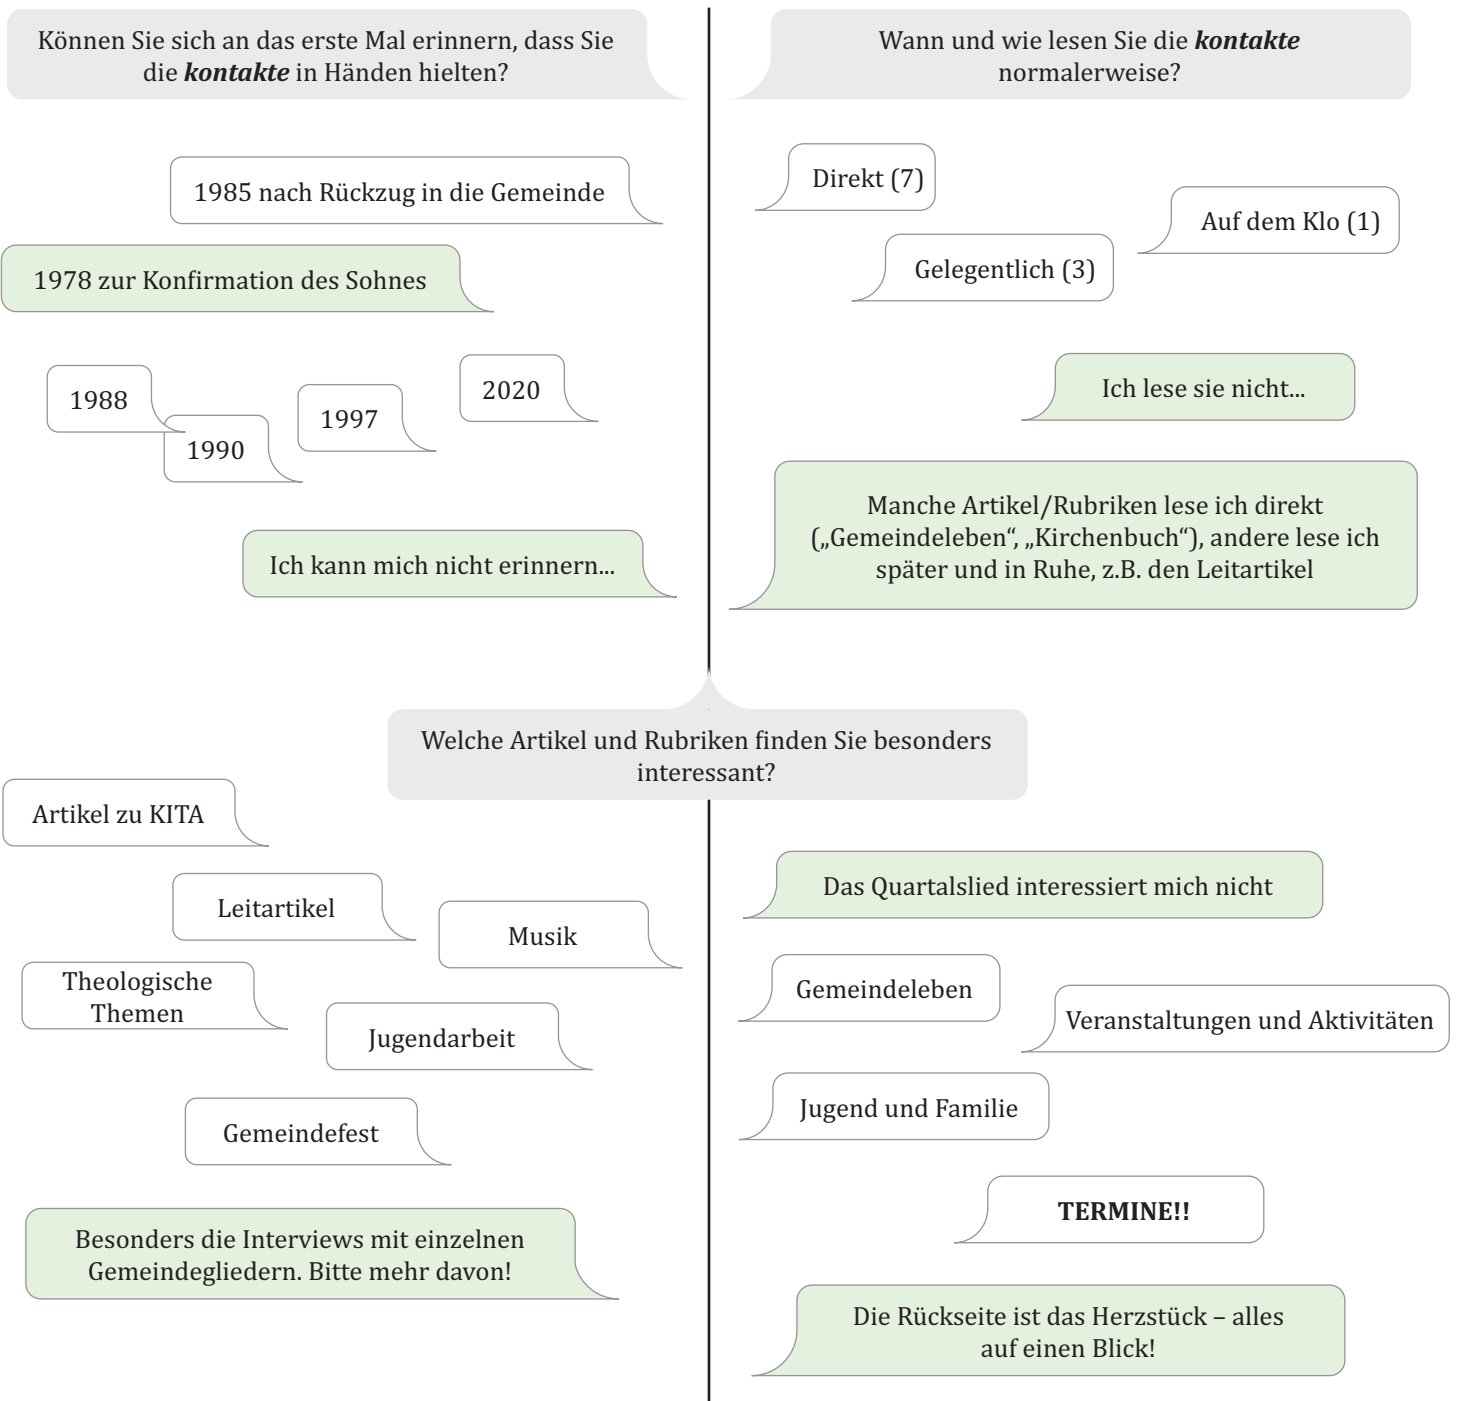 Können Sie sich an das erste Mal erinnern, dass Sie
die kontakte in Händen hielten?
1985 nach Rückzug in die Gemeinde
1978 zur Konfirmation des Sohnes
1988
1990
1997
2020
Ich kann mich nicht erinnern...
Wann und wie lesen Sie die kontakte
normalerweise?
Direkt (7)
Auf dem Klo (1)
Gelegentlich (3)
Ich lese sie nicht...
Manche Artikel/Rubriken lese ich direkt
(„Gemeindeleben“, „Kirchenbuch“), andere lese ich
später und in Ruhe, z.B. den Leitartikel
Welche Artikel und Rubriken finden Sie besonders
interessant?
Artikel zu KITA
Leitartikel
Musik
Theologische
Themen
Jugendarbeit
Gemeindefest
Besonders die Interviews mit einzelnen
Gemeindegliedern. Bitte mehr davon!
Das Quartalslied interessiert mich nicht
Gemeindeleben
Veranstaltungen und Aktivitäten
Jugend und Familie
TERMINE!!
Die Rückseite ist das Herzstück – alles
auf einen Blick!